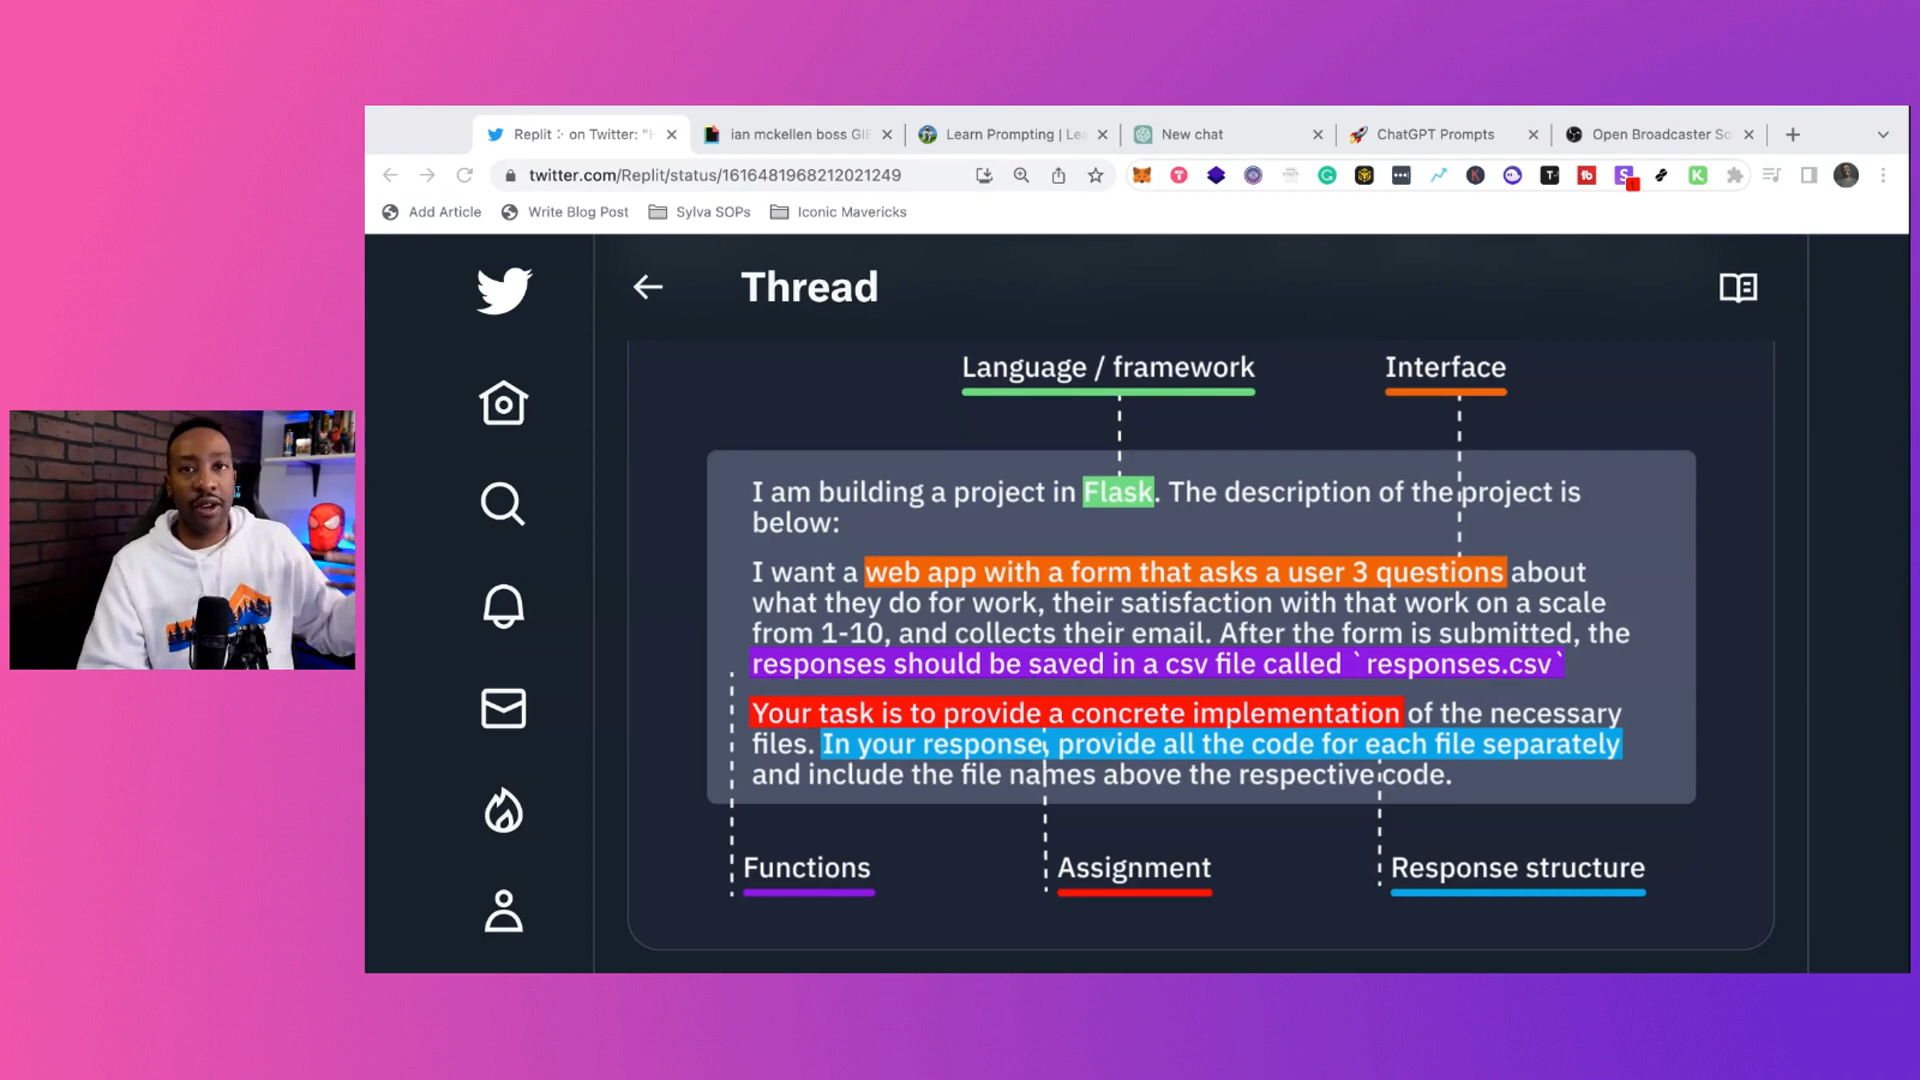 Replit ⠕ on Twitter: "H
ian mckellen boss GIF
Learn Prompting | Lea
New chat
ChatGPT Prompts
Open Broadcaster So
twitter.com/Replit/status/1616481968212021249
Add Article
Write Blog Post
Sylva SOPs
Iconic Mavericks
Thread
Language / framework
Interface
I am building a project in Flask. The description of the project is
below:
I want a web app with a form that asks a user 3 questions about
what they do for work, their satisfaction with that work on a scale
from 1-10, and collects their email. After the form is submitted, the
responses should be saved in a csv file called `responses.csv`
Your task is to provide a concrete implementation of the necessary
files. In your response, provide all the code for each file separately
and include the file names above the respective code.
Functions
Assignment
Response structure